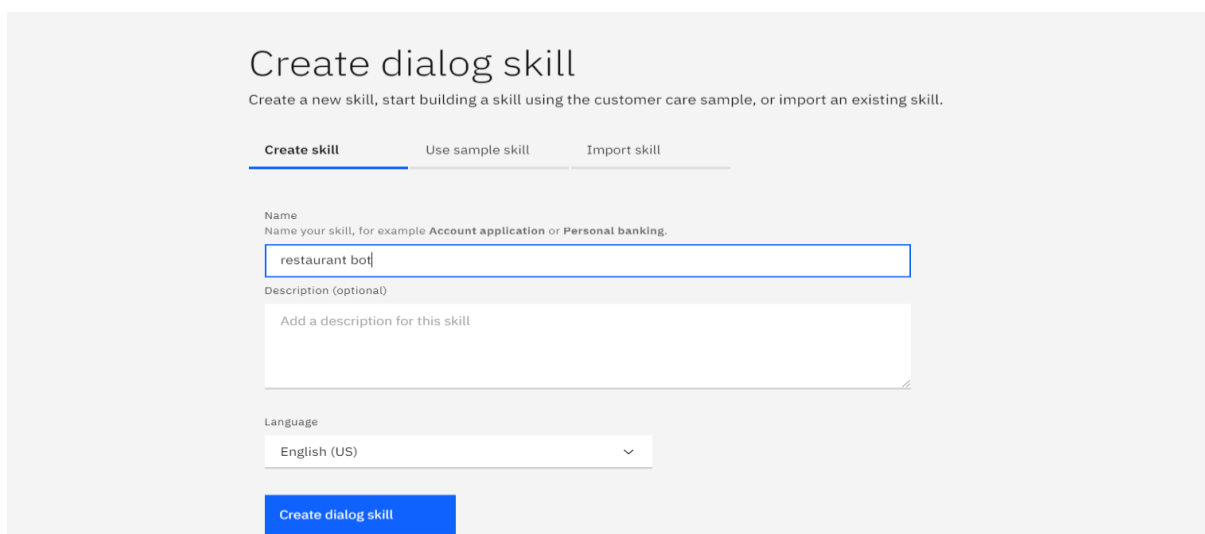 Create dialog skill
Create a new skill, start building a skill using the customer care sample, or import an existing skill.
Create skill Use sample skill Import skill
Name
Name your skill, for example Account application or Personal banking.
restaurant bot
Description (optional)
Add a description for this skill
Language
English (US)
Create dialog skill